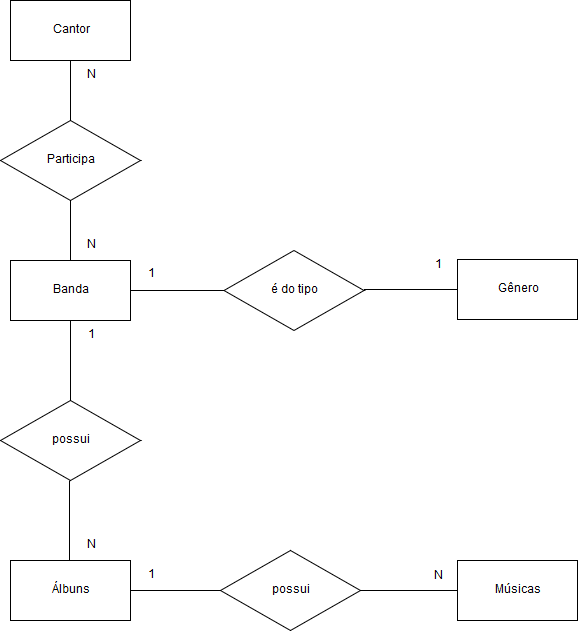 Cantor
N
Participa
N
Banda
1
é do tipo
1
Gênero
1
possui
N
Álbuns
1
possui
N
Músicas